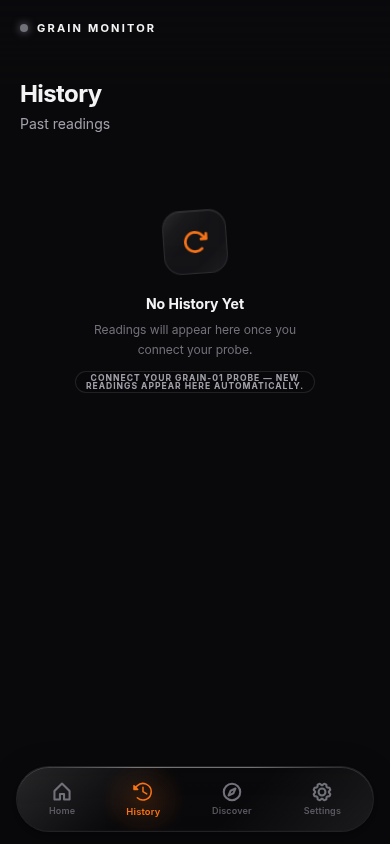 GRAIN MONITOR
History
Past readings
No History Yet
Readings will appear here once you
connect your probe.
CONNECT YOUR GRAIN-01 PROBE — NEW
READINGS APPEAR HERE AUTOMATICALLY.
Home
History
Discover
Settings